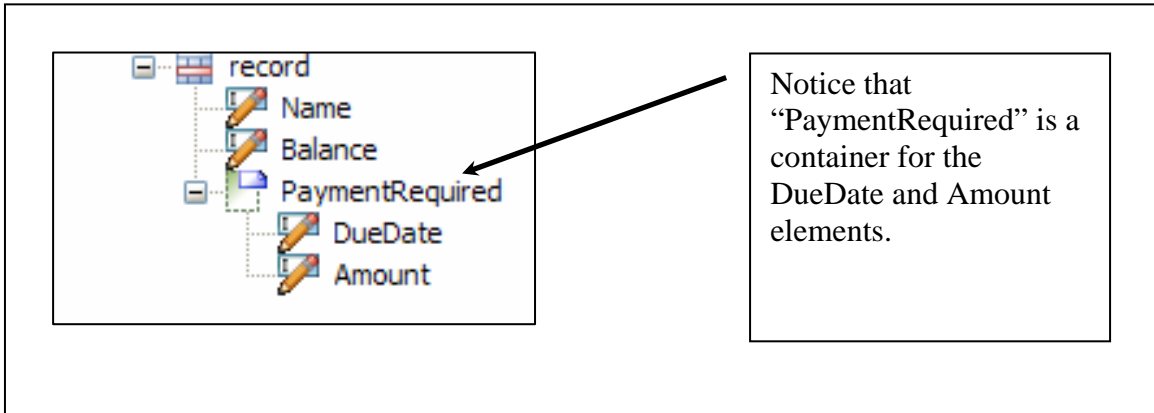 record
Name
Balance
PaymentRequired
DueDate
Amount
Notice that
“PaymentRequired” is a
container for the
DueDate and Amount
elements.